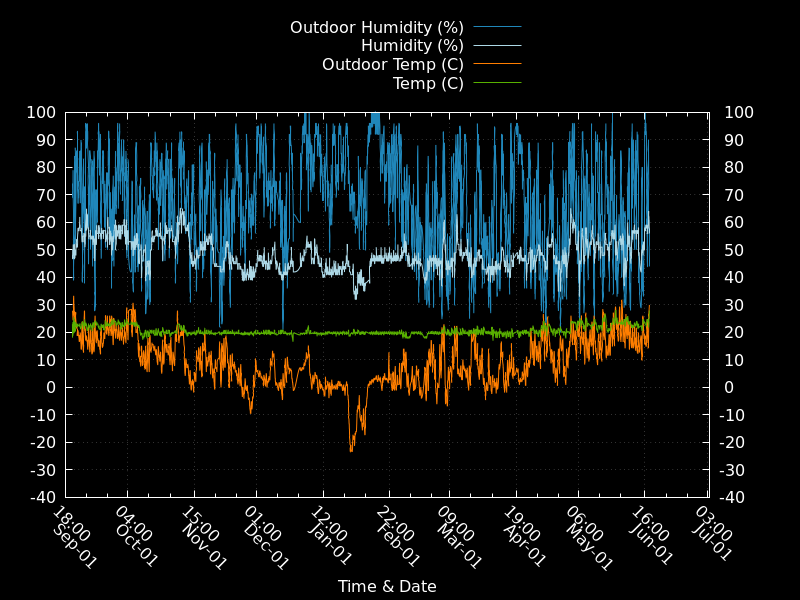 Outdoor Humidity (%)
Humidity (%)
Outdoor Temp (C)
Temp (C)
100 100
90 90
80 80
70 70
60 60
50 50
40 40
30 30
20 20
10 10
0 0
-10 -10
-20 -20
-30 -30
-40 -40
18:00 Sep-01
04:00 Oct-01
15:00 Nov-01
01:00 Dec-01
12:00 Jan-01
22:00 Feb-01
09:00 Mar-01
19:00 Apr-01
06:00 May-01
16:00 Jun-01
03:00 Jul-01
Time & Date